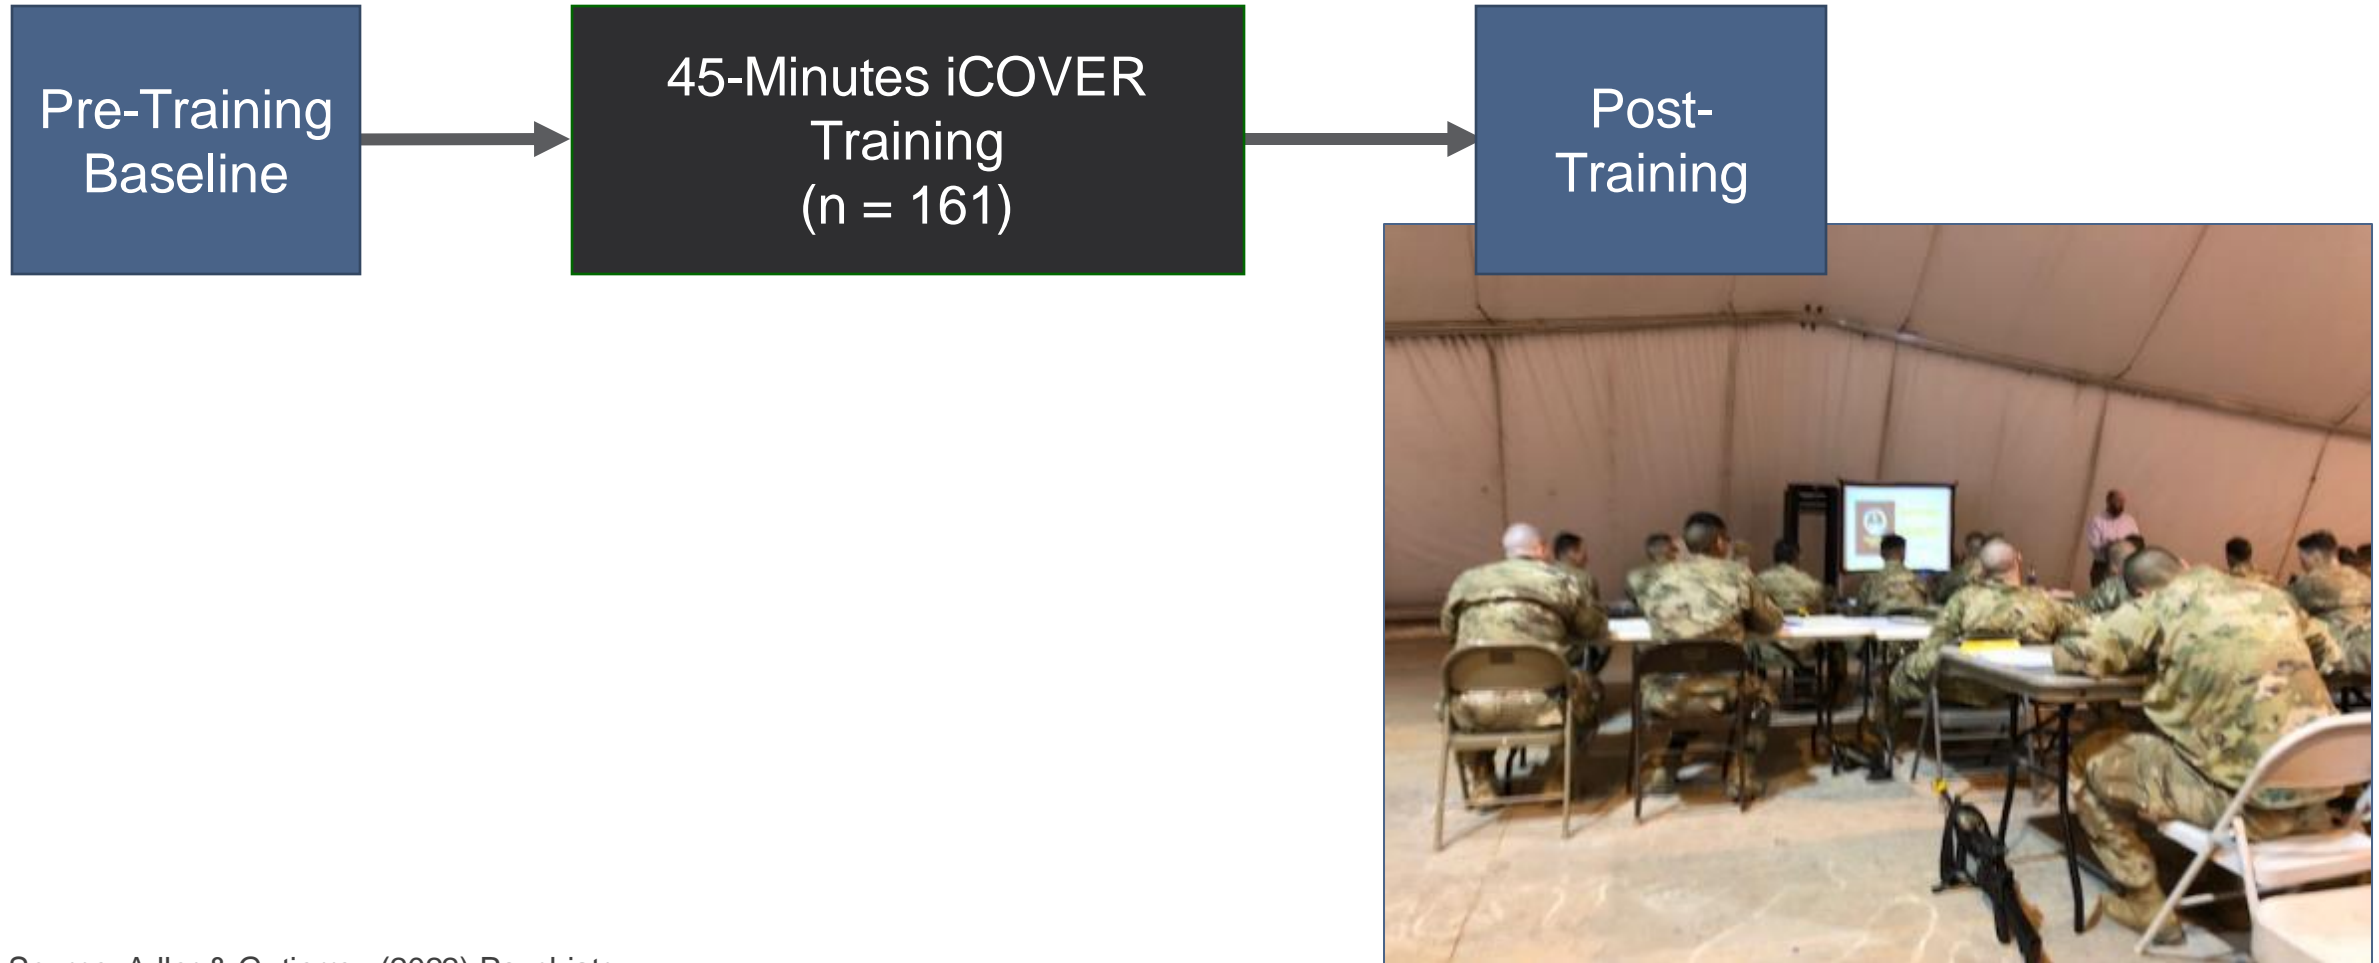 Pre-Training
Baseline
45-Minutes iCOVER
Training
(n = 161)
Post-
Training